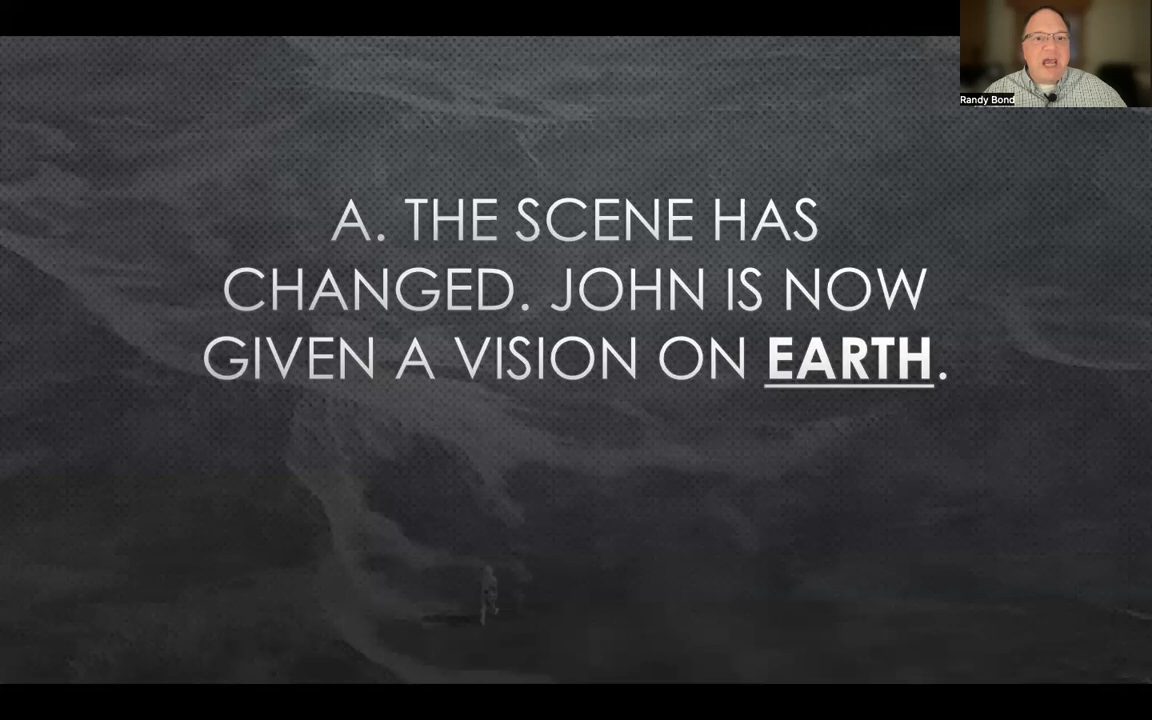 Randy Bond
A. THE SCENE HAS
CHANGED. JOHN IS NOW
GIVEN A VISION ON EARTH.